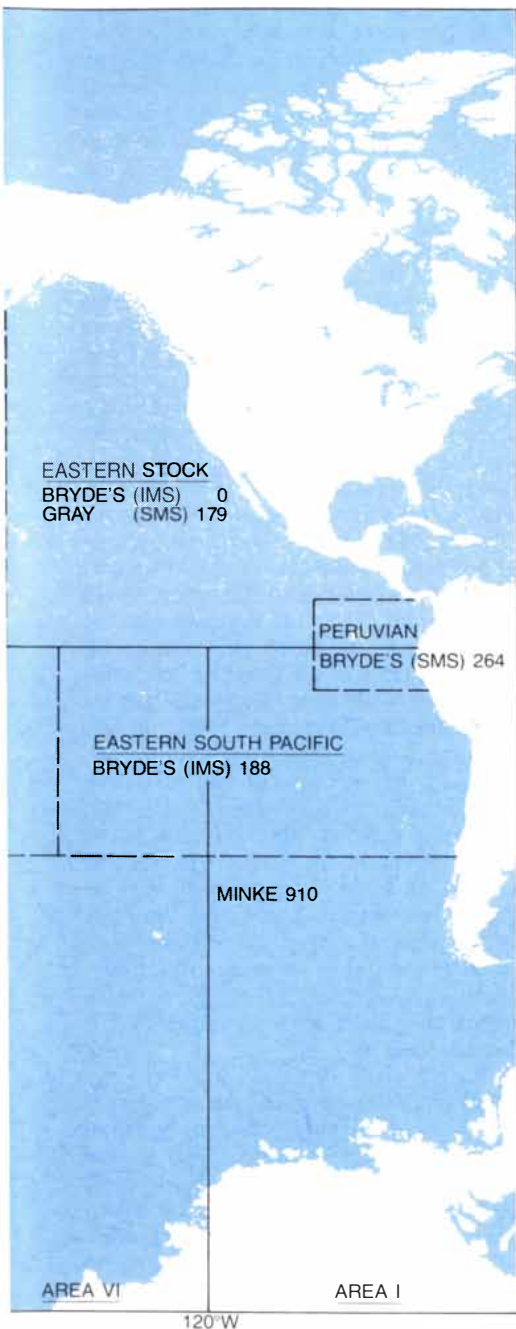 EASTERN STOCK
BRYDE'S (IMS) 0
GRAY (SMS) 179
PERUVIAN
BRYDE'S (SMS) 264
EASTERN SOUTH PACIFIC
BRYDE'S (IMS) 188
MINKE 910
AREA VI
AREA I
120°W